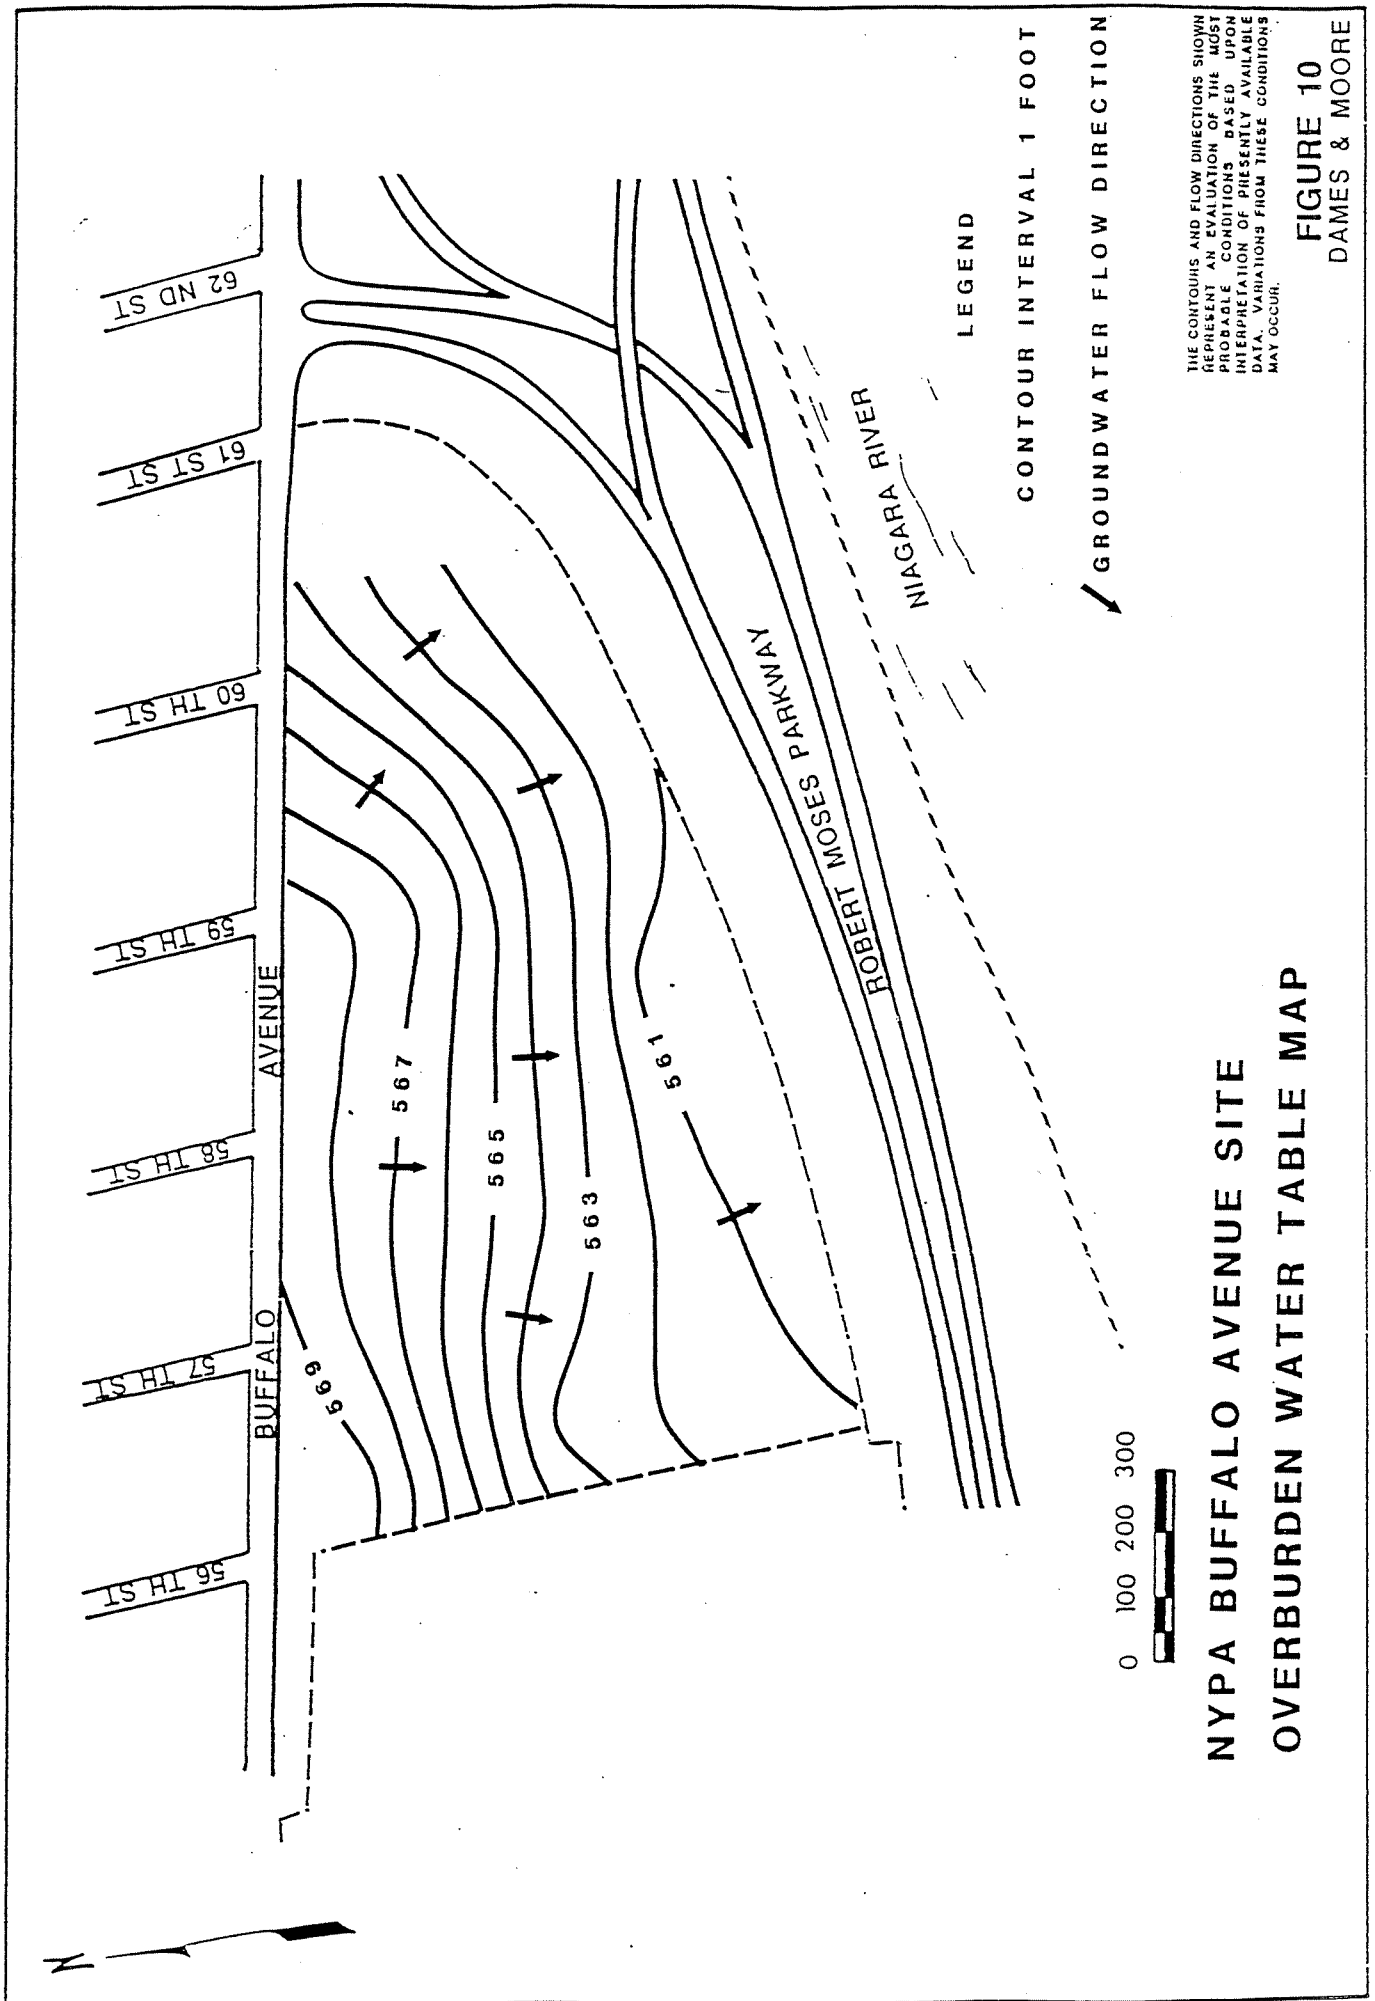 N
56 TH ST
57 TH ST
58 TH ST
59 TH ST
60 TH ST
61 ST ST
62 ND ST
BUFFALO AVENUE
569
567
565
563
561
ROBERT MOSES PARKWAY
NIAGARA RIVER
LEGEND
CONTOUR INTERVAL 1 FOOT
GROUNDWATER FLOW DIRECTION
0 100 200 300
NYPA BUFFALO AVENUE SITE
OVERBURDEN WATER TABLE MAP
THE CONTOURS AND FLOW DIRECTIONS SHOWN
REPRESENT AN EVALUATION OF THE MOST
PROBABLE CONDITIONS BASED UPON
INTERPRETATION OF PRESENTLY AVAILABLE
DATA. VARIATIONS FROM THESE CONDITIONS
MAY OCCUR.
FIGURE 10
DAMES & MOORE